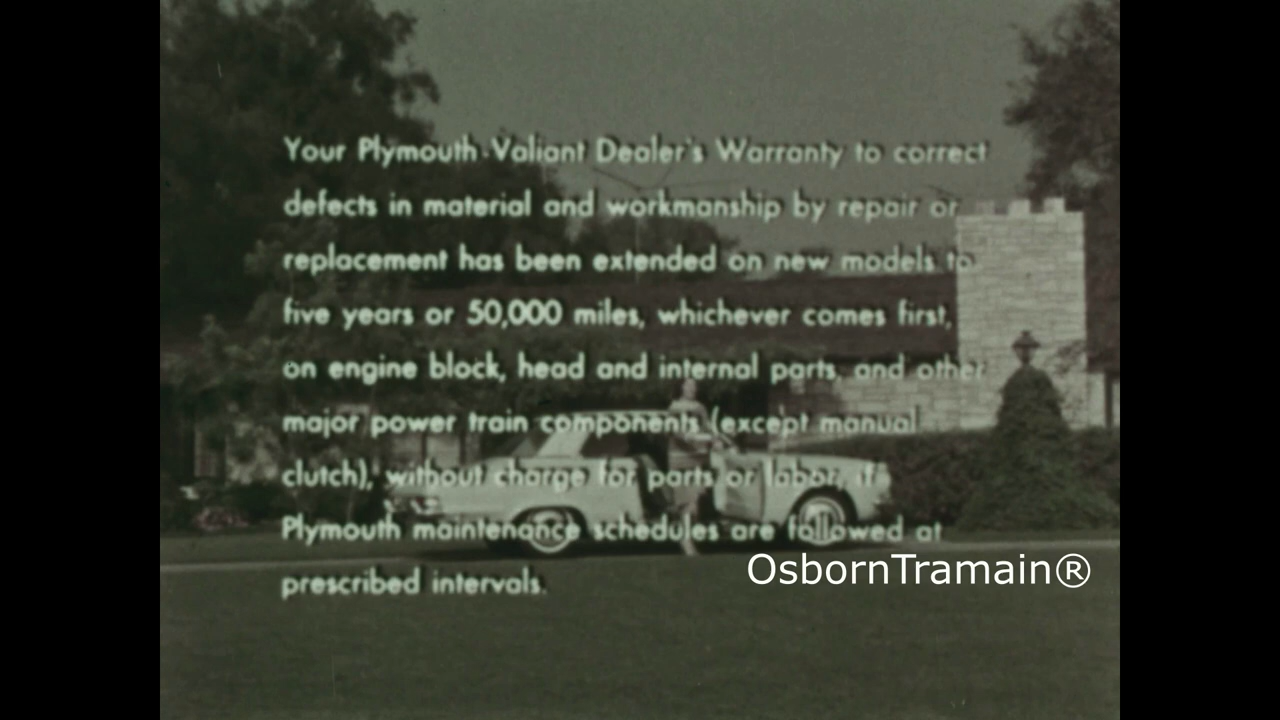 Your Plymouth-Valiant Dealer's Warranty to correct
defects in material and workmanship by repair or
replacement has been extended on new models to
five years or 50,000 miles, whichever comes first,
on engine block, head and internal parts, and other
major power train components (except manual
clutch), without charge for parts or labor, if
Plymouth maintenance schedules are followed at
prescribed intervals.
OsbornTramain®